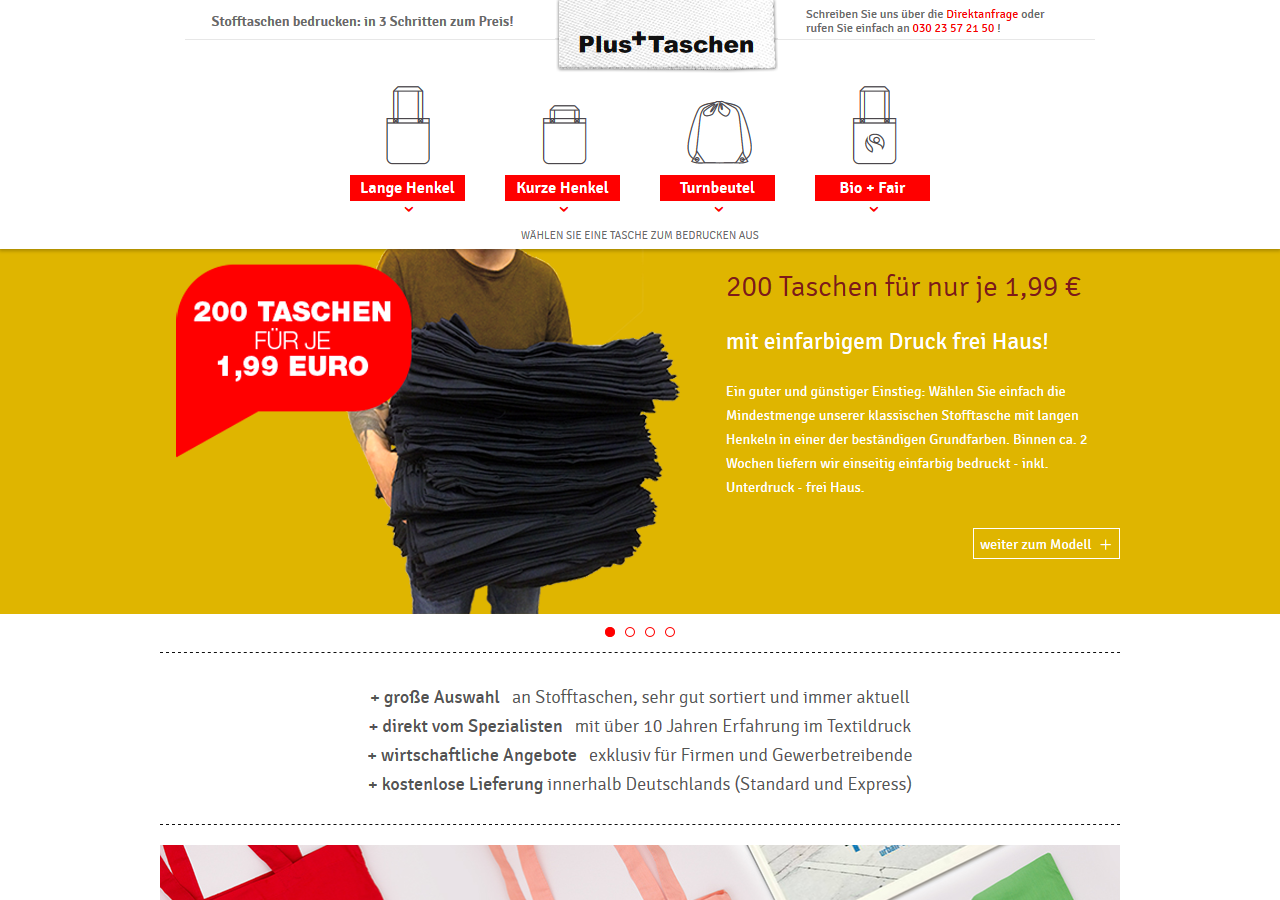 Stofftaschen bedrucken: in 3 Schritten zum Preis!
Plus+Taschen
Schreiben Sie uns über die Direktanfrage oder
rufen Sie einfach an 030 23 57 21 50 !
Lange Henkel
Kurze Henkel
Turnbeutel
Bio + Fair
WÄHLEN SIE EINE TASCHE ZUM BEDRUCKEN AUS
200 TASCHEN
FÜR JE
1,99 EURO
200 Taschen für nur je 1,99 €
mit einfarbigem Druck frei Haus!
Ein guter und günstiger Einstieg: Wählen Sie einfach die
Mindestmenge unserer klassischen Stofftasche mit langen
Henkeln in einer der beständigen Grundfarben. Binnen ca. 2
Wochen liefern wir einseitig einfarbig bedruckt - inkl.
Unterdruck - frei Haus.
weiter zum Modell +
+ große Auswahl an Stofftaschen, sehr gut sortiert und immer aktuell
+ direkt vom Spezialisten mit über 10 Jahren Erfahrung im Textildruck
+ wirtschaftliche Angebote exklusiv für Firmen und Gewerbetreibende
+ kostenlose Lieferung innerhalb Deutschlands (Standard und Express)